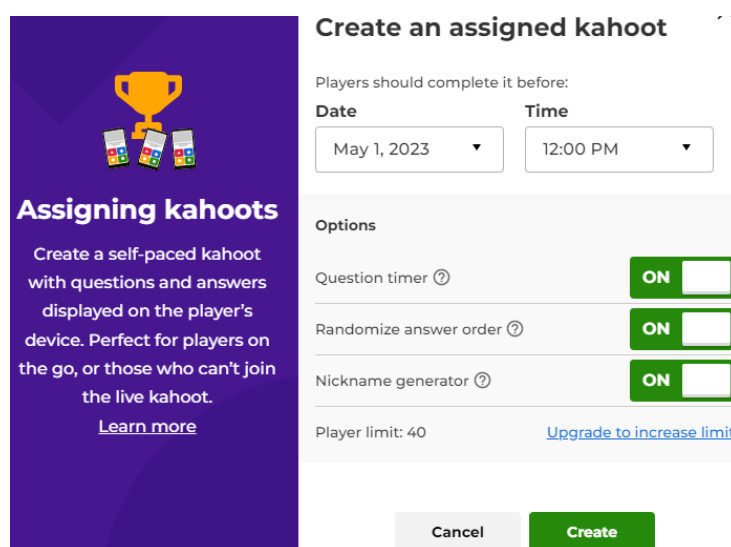 Assigning kahoots
Create a self-paced kahoot
with questions and answers
displayed on the player's
device. Perfect for players on
the go, or those who can't join
the live kahoot.
Learn more
Create an assigned kahoot
Players should complete it before:
Date Time
May 1, 2023 12:00 PM
Options
Question timer ?
ON
Randomize answer order ?
ON
Nickname generator ?
ON
Player limit: 40 Upgrade to increase limit
Cancel Create